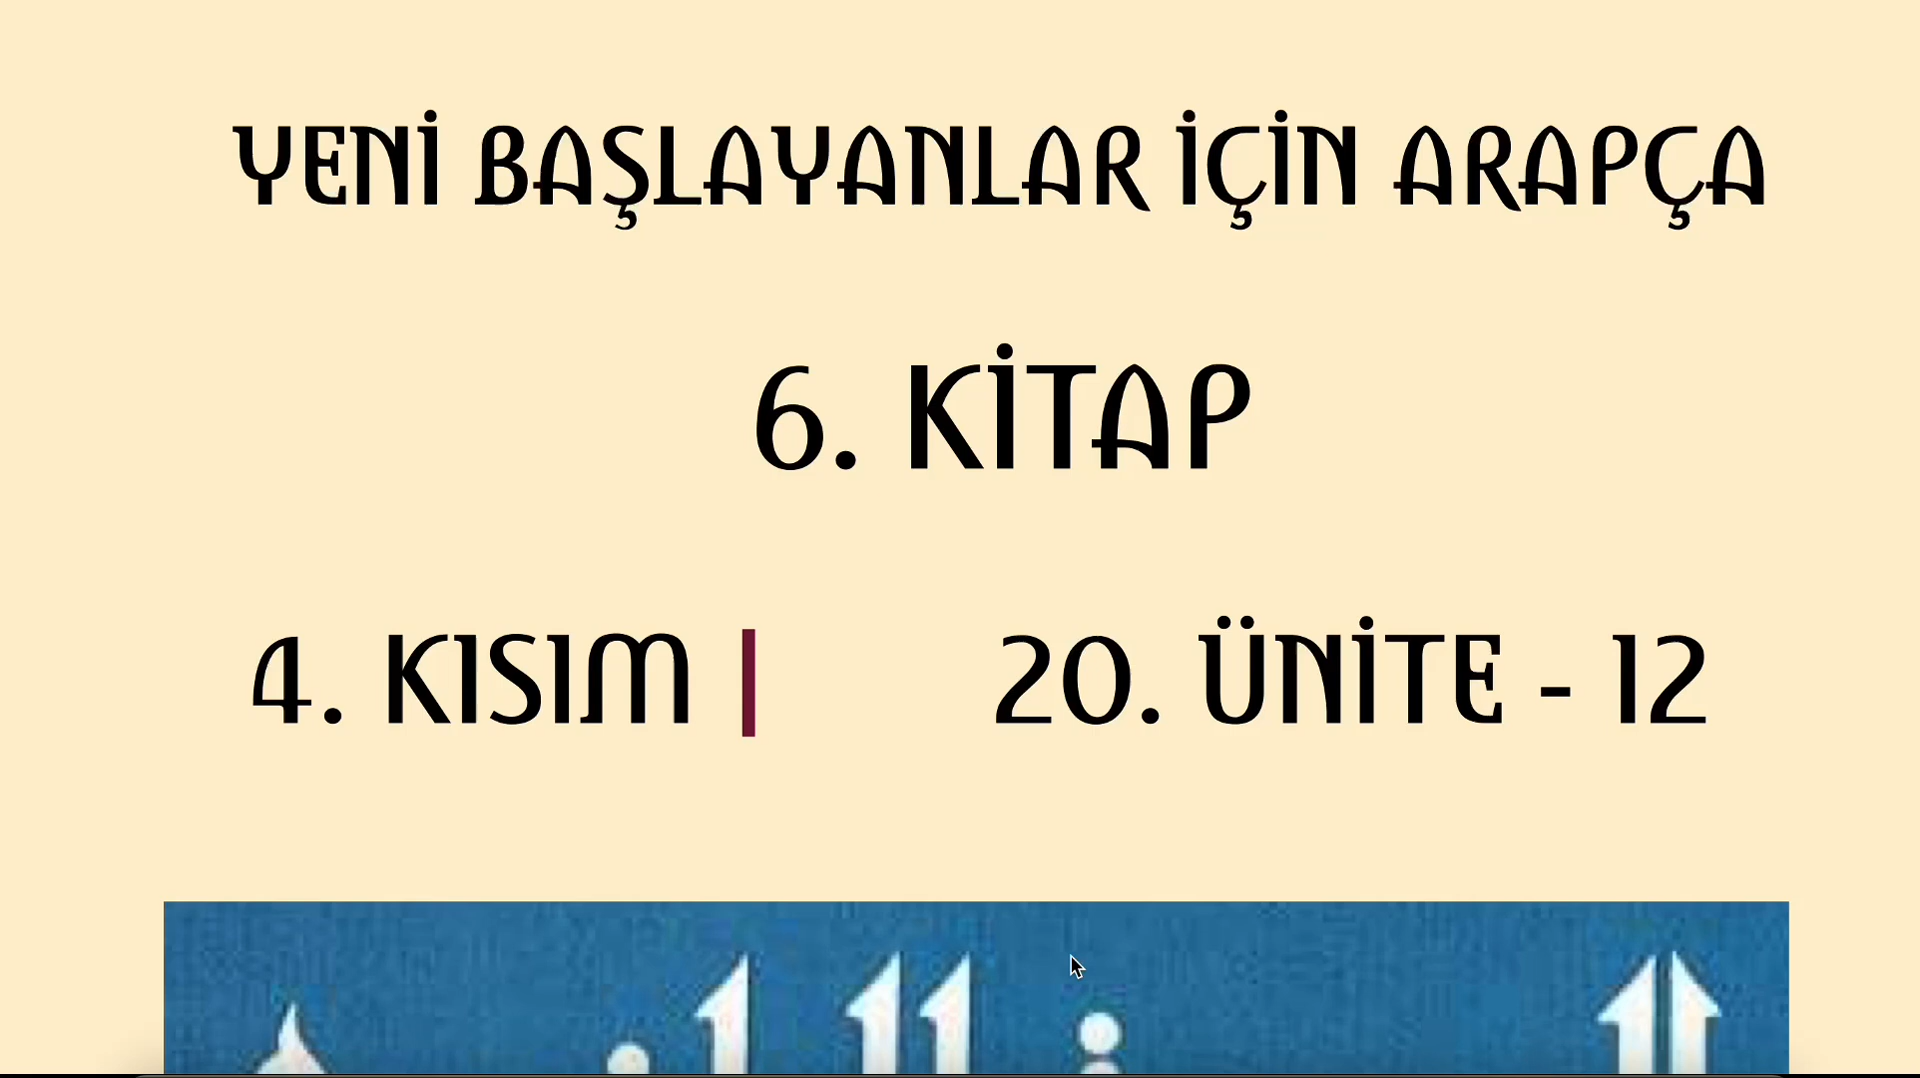 YENİ BAŞLAYANLAR İÇİN ARAPÇA
6. KİTAP
4. KISIM | 20. ÜNİTE - 12